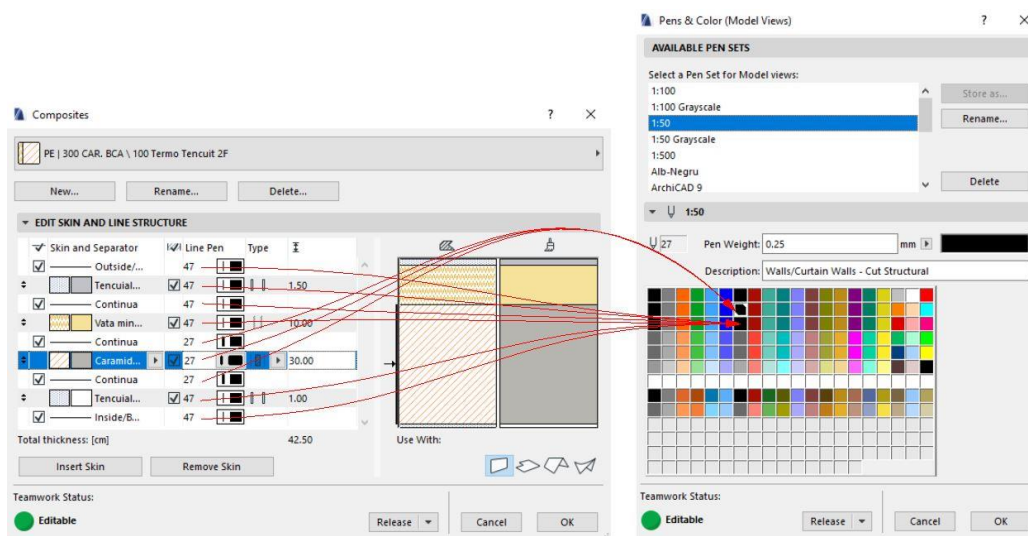 Composites
PE | 300 CAR. BCA \ 100 Termo Tencuit 2F
New...
Rename...
Delete...
EDIT SKIN AND LINE STRUCTURE
Skin and Separator
Line Pen
Type
Outside/...
47
Tencuial...
47
1.50
Continua
47
Vata min...
47
10.00
Continua
27
Caramid...
27
30.00
Continua
27
Tencuial...
47
1.00
Inside/B...
47
Total thickness: [cm]
42.50
Use With:
Insert Skin
Remove Skin
Teamwork Status:
Editable
Release
Cancel
OK
Pens & Color (Model Views)
AVAILABLE PEN SETS
Select a Pen Set for Model views:
1:100
1:100 Grayscale
1:50
1:50 Grayscale
1:500
Alb-Negru
ArchiCAD 9
Store as...
Rename...
Delete
1:50
27
Pen Weight:
0.25
mm
Description:
Walls/Curtain Walls - Cut Structural
Teamwork Status:
Editable
Release
Cancel
OK